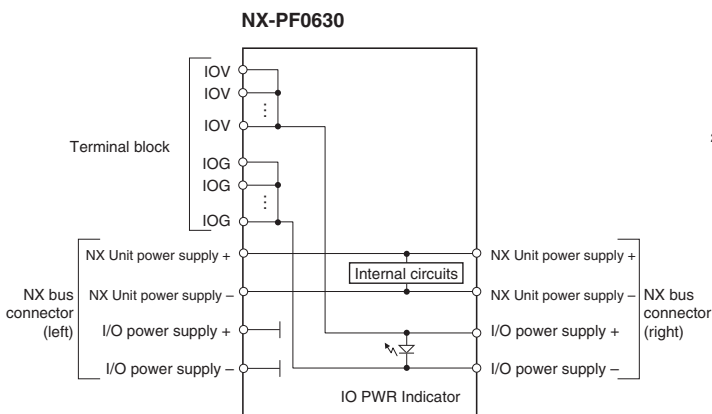 NX-PF0630
IOV
IOV
IOV
Terminal block
IOG
IOG
IOG
NX Unit power supply +
NX Unit power supply +
Internal circuits
NX bus
connector
(left)
NX Unit power supply –
NX Unit power supply –
NX bus
connector
(right)
I/O power supply +
I/O power supply +
I/O power supply –
I/O power supply –
IO PWR Indicator